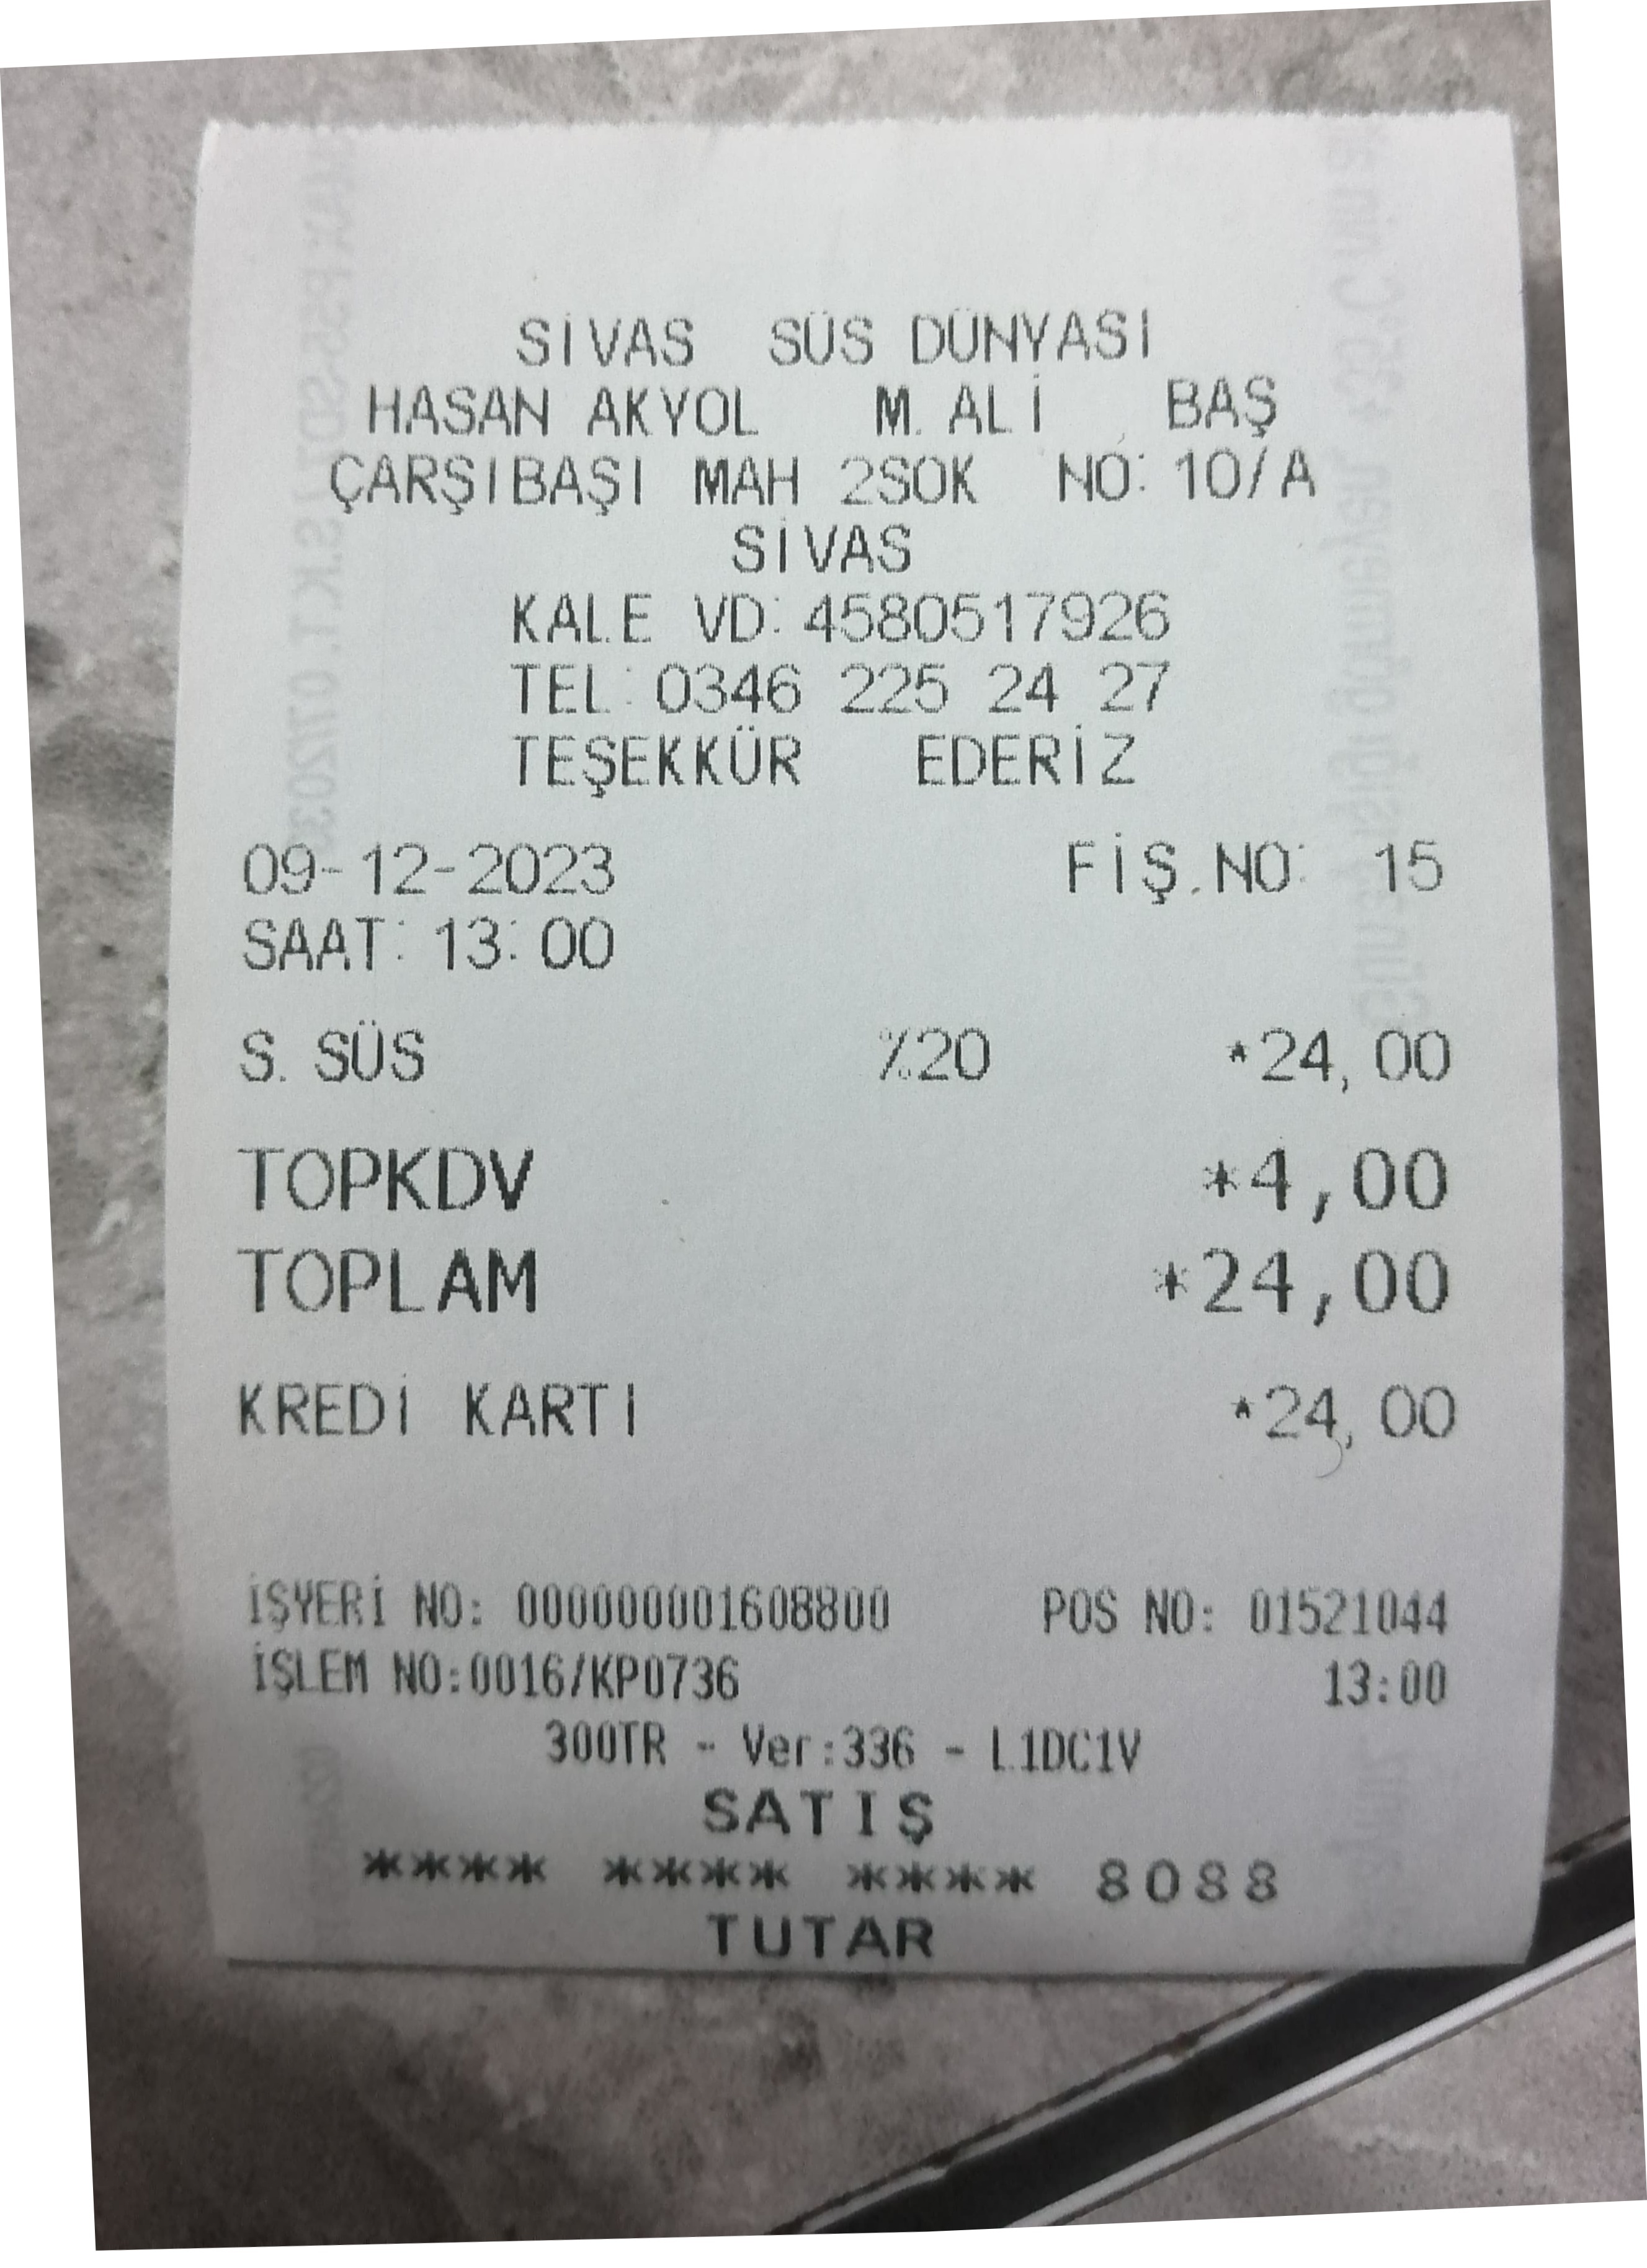 SİVAS SÜS DÜNYASI
HASAN AKYOL M. ALİ BAŞ
ÇARŞIBAŞI MAH 2SOK NO: 10/A
SİVAS
KALE VD: 4580517926
TEL: 0346 225 24 27
TEŞEKKÜR EDERİZ
09-12-2023 FİŞ.NO: 15
SAAT: 13:00
S. SÜS %20 *24,00
TOPKDV *4,00
TOPLAM *24,00
KREDİ KARTI *24,00
İŞYERİ NO: 000000001608800 POS NO: 01521044
İŞLEM NO:0016/KP0736 13:00
300TR - Ver:336 - L1DC1V
SATIŞ
**** **** **** 8088
TUTAR